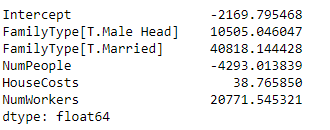 Intercept -2169.795468
FamilyType[T.Male Head] 10505.046047
FamilyType[T.Married] 40818.144428
NumPeople -4293.013839
HouseCosts 38.765850
NumWorkers 20771.545321
dtype: float64